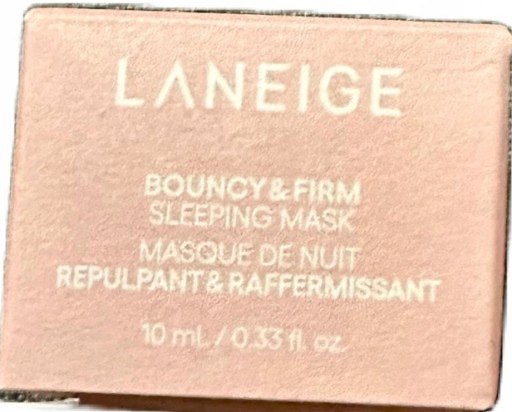 LANEIGE
BOUNCY & FIRM
SLEEPING MASK
MASQUE DE NUIT
REPULPANT & RAFFERMISSANT
10 mL / 0.33 fl. oz.